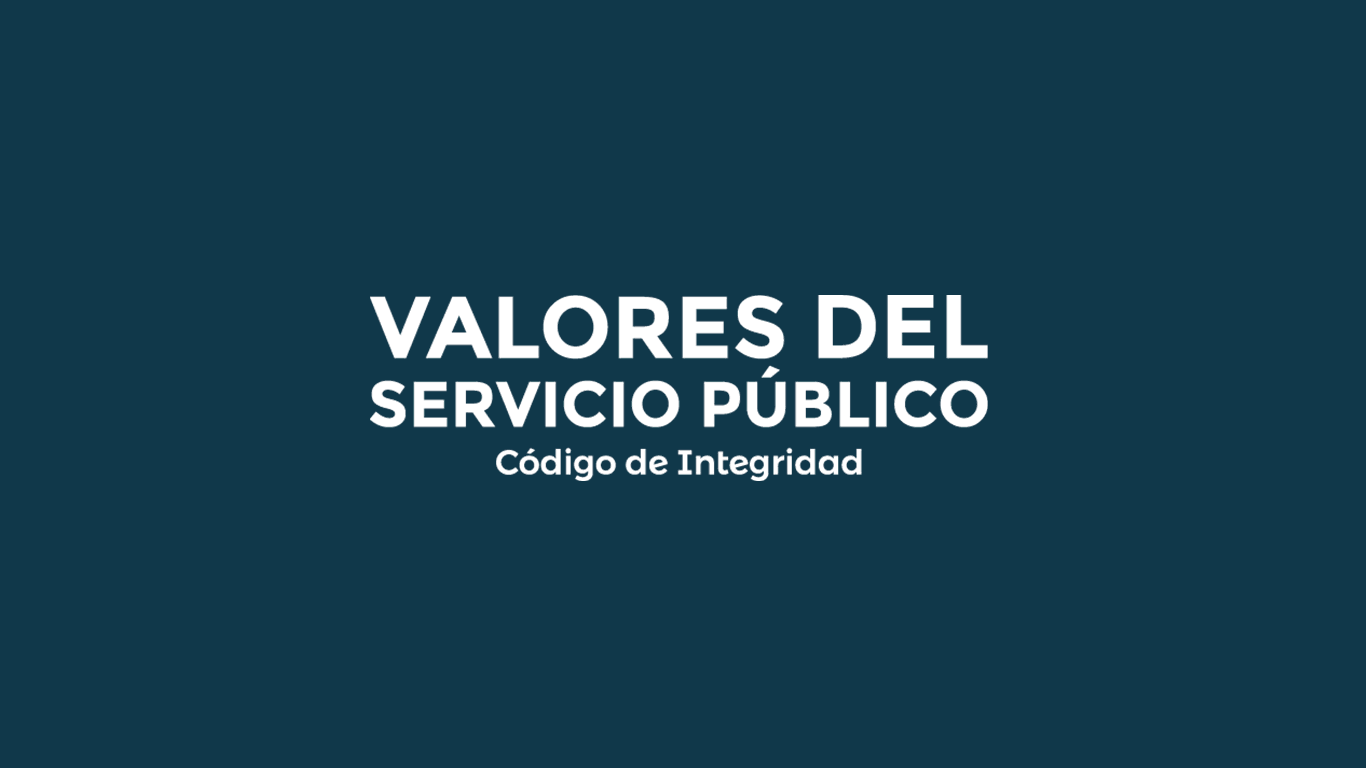 VALORES DEL
SERVICIO PÚBLICO
Código de Integridad